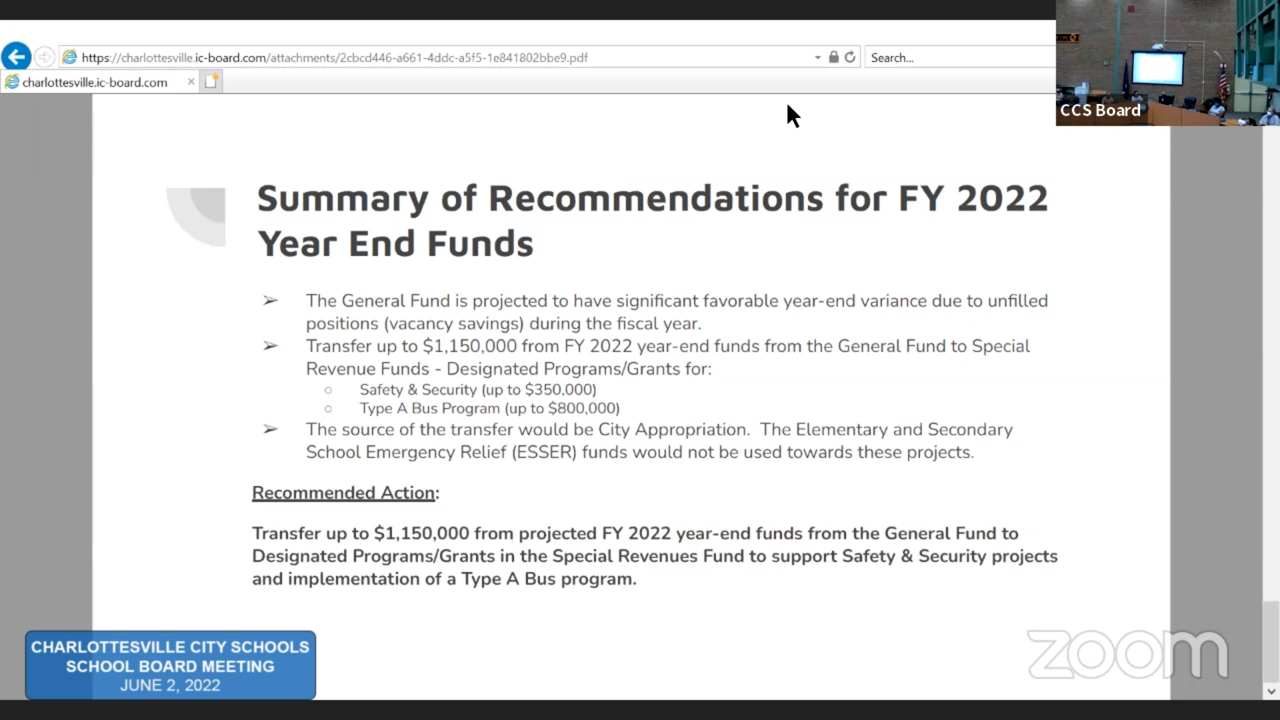 https://charlottesville.ic-board.com/attachments/2cbcd446-a661-4ddc-a5f5-1e841802bbe9.pdf
Search...
charlottesville.ic-board.com
CCS Board
Summary of Recommendations for FY 2022
Year End Funds
➢ The General Fund is projected to have significant favorable year-end variance due to unfilled
positions (vacancy savings) during the fiscal year.
➢ Transfer up to $1,150,000 from FY 2022 year-end funds from the General Fund to Special
Revenue Funds - Designated Programs/Grants for:
○ Safety & Security (up to $350,000)
○ Type A Bus Program (up to $800,000)
➢ The source of the transfer would be City Appropriation. The Elementary and Secondary
School Emergency Relief (ESSER) funds would not be used towards these projects.
Recommended Action:
Transfer up to $1,150,000 from projected FY 2022 year-end funds from the General Fund to
Designated Programs/Grants in the Special Revenues Fund to support Safety & Security projects
and implementation of a Type A Bus program.
CHARLOTTESVILLE CITY SCHOOLS
SCHOOL BOARD MEETING
JUNE 2, 2022
zoom